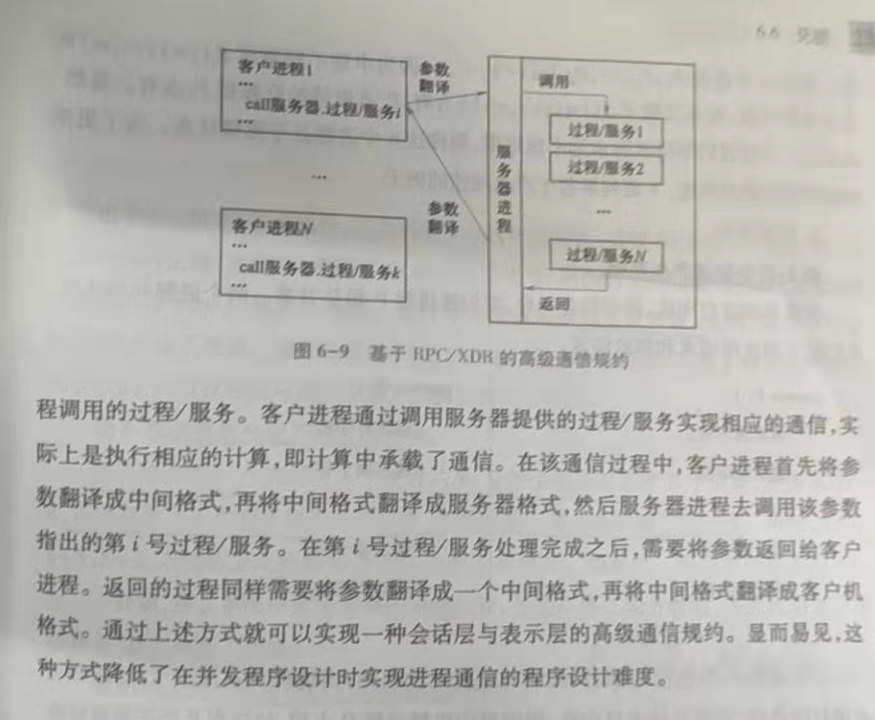 6.6 死锁
客户进程1
...
call服务器.过程/服务i
...
参数
翻译
...
客户进程N
...
call服务器.过程/服务k
...
参数
翻译
服务器进程
调用
过程/服务1
过程/服务2
...
过程/服务N
返回
图 6-9 基于 RPC/XDR 的高级通信规约
程调用的过程/服务。客户进程通过调用服务器提供的过程/服务实现相应的通信,实
际上是执行相应的计算,即计算中承载了通信。在该通信过程中,客户进程首先将参
数翻译成中间格式,再将中间格式翻译成服务器格式,然后服务器进程去调用该参数
指出的第 i 号过程/服务。在第 i 号过程/服务处理完成之后,需要将参数返回给客户
进程。返回的过程同样需要将参数翻译成一个中间格式,再将中间格式翻译成客户机
格式。通过上述方式就可以实现一种会话层与表示层的高级通信规约。显而易见,这
种方式降低了在并发程序设计时实现进程通信的程序设计难度。